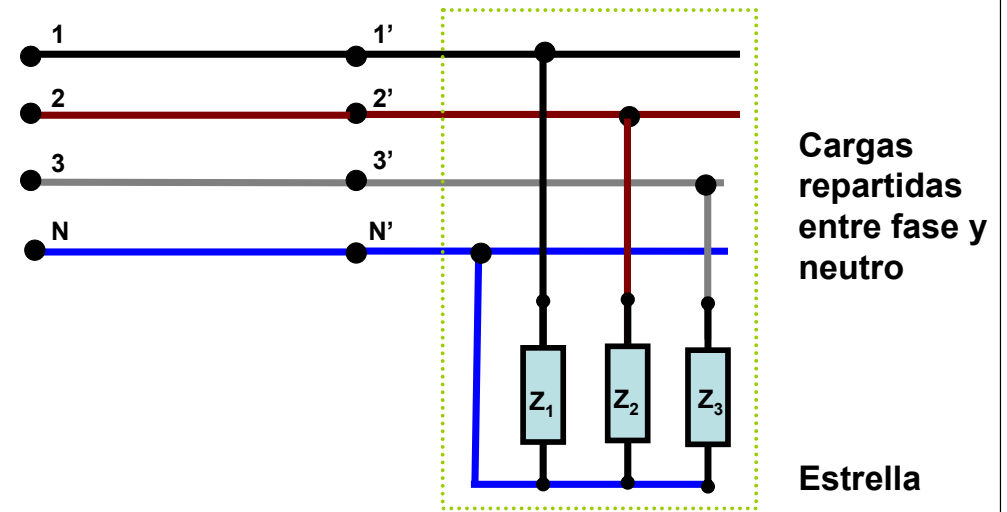 1 1’
2 2’
3 3’
N N’
Cargas
repartidas
entre fase y
neutro
Z1 Z2 Z3
Estrella